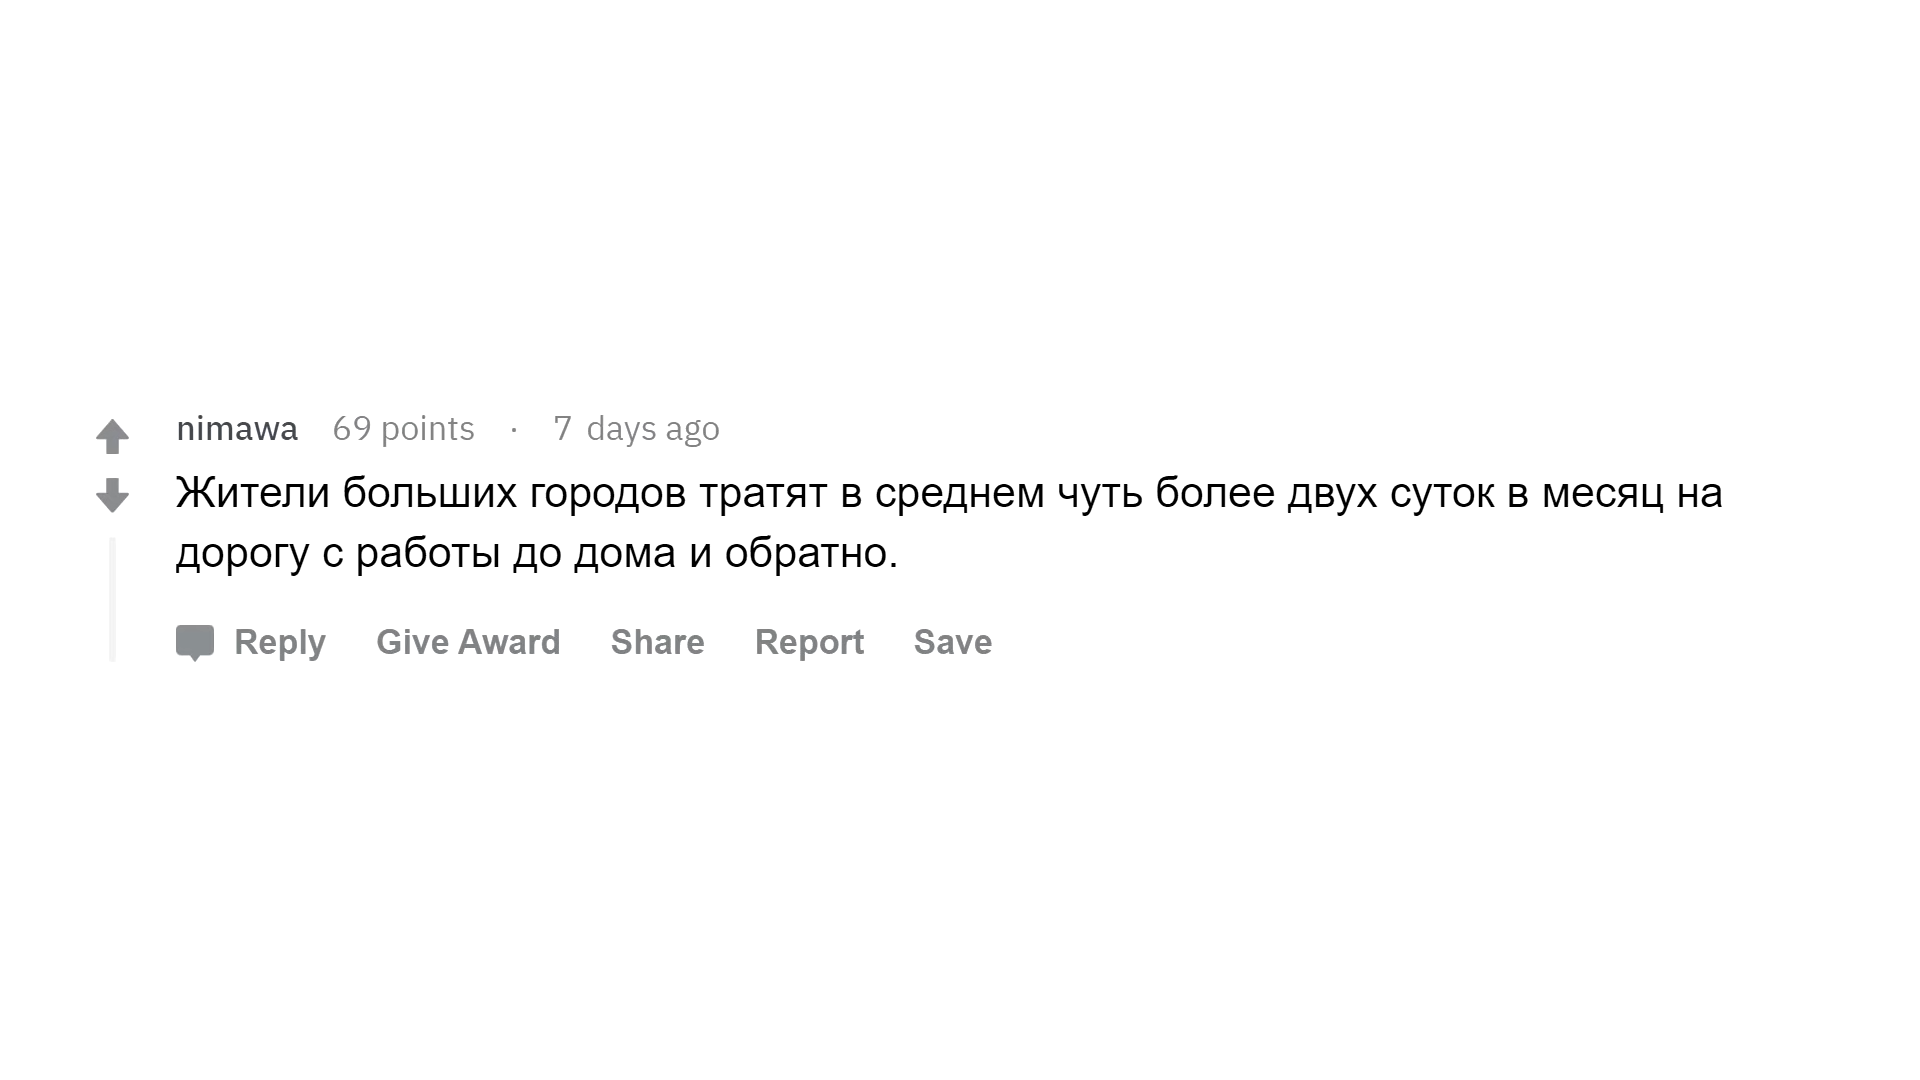 nimawa 69 points · 7 days ago
Жители больших городов тратят в среднем чуть более двух суток в месяц на
дорогу с работы до дома и обратно.
Reply Give Award Share Report Save